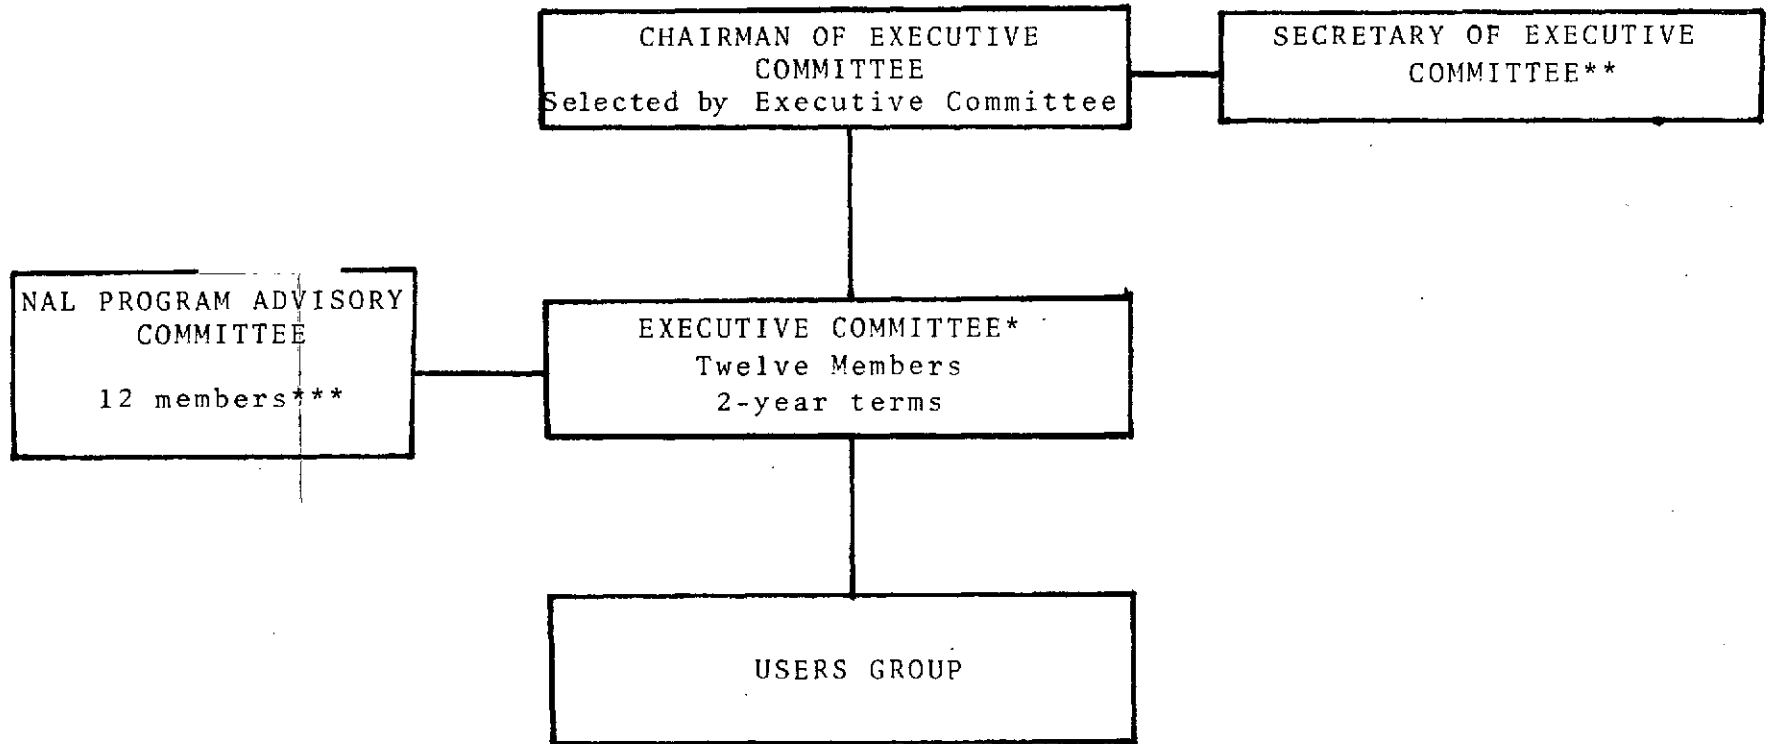 CHAIRMAN OF EXECUTIVE
COMMITTEE
Selected by Executive Committee
SECRETARY OF EXECUTIVE
COMMITTEE**
NAL PROGRAM ADVISORY
COMMITTEE
12 members***
EXECUTIVE COMMITTEE*
Twelve Members
2-year terms
USERS GROUP